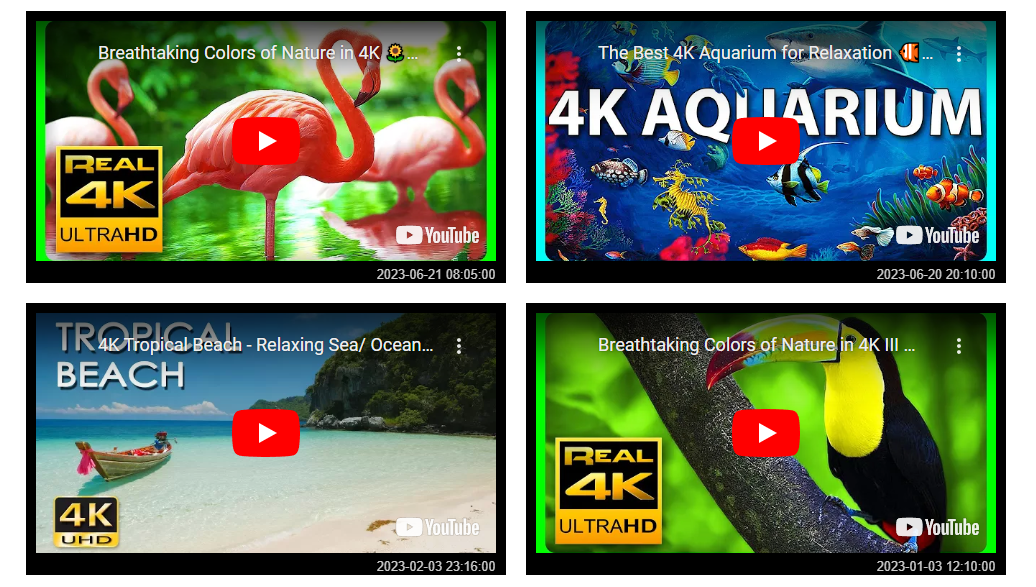 Breathtaking Colors of Nature in 4K 🌻...
REAL
4K
ULTRAHD
YouTube
2023-06-21 08:05:00
The Best 4K Aquarium for Relaxation 🐠...
4K AQUARIUM
YouTube
2023-06-20 20:10:00
TROPICAL
4K Tropical Beach - Relaxing Sea/ Ocean...
BEACH
4K
UHD
YouTube
2023-02-03 23:16:00
Breathtaking Colors of Nature in 4K III ...
REAL
4K
ULTRAHD
YouTube
2023-01-03 12:10:00